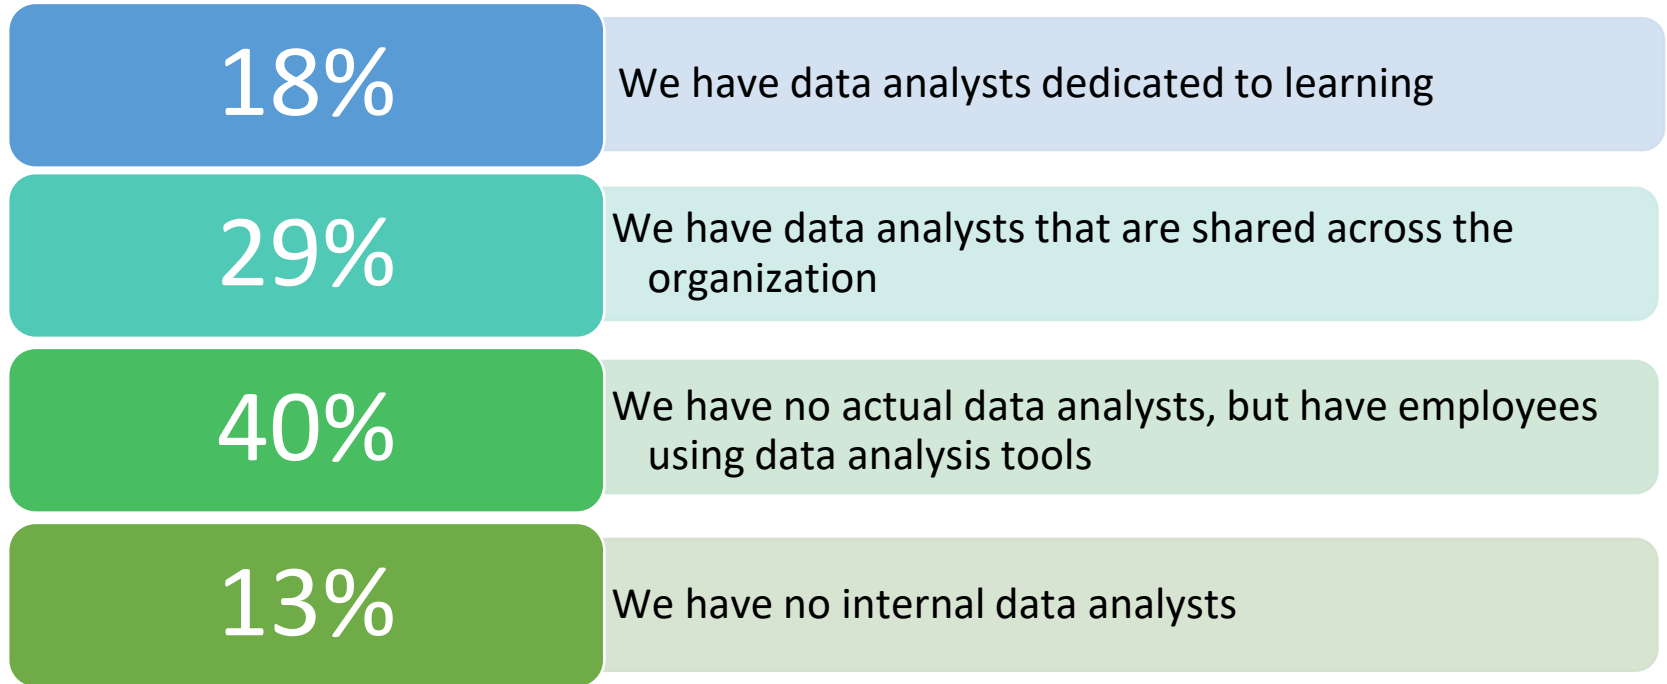 18%
We have data analysts dedicated to learning
29%
We have data analysts that are shared across the
organization
40%
We have no actual data analysts, but have employees
using data analysis tools
13%
We have no internal data analysts